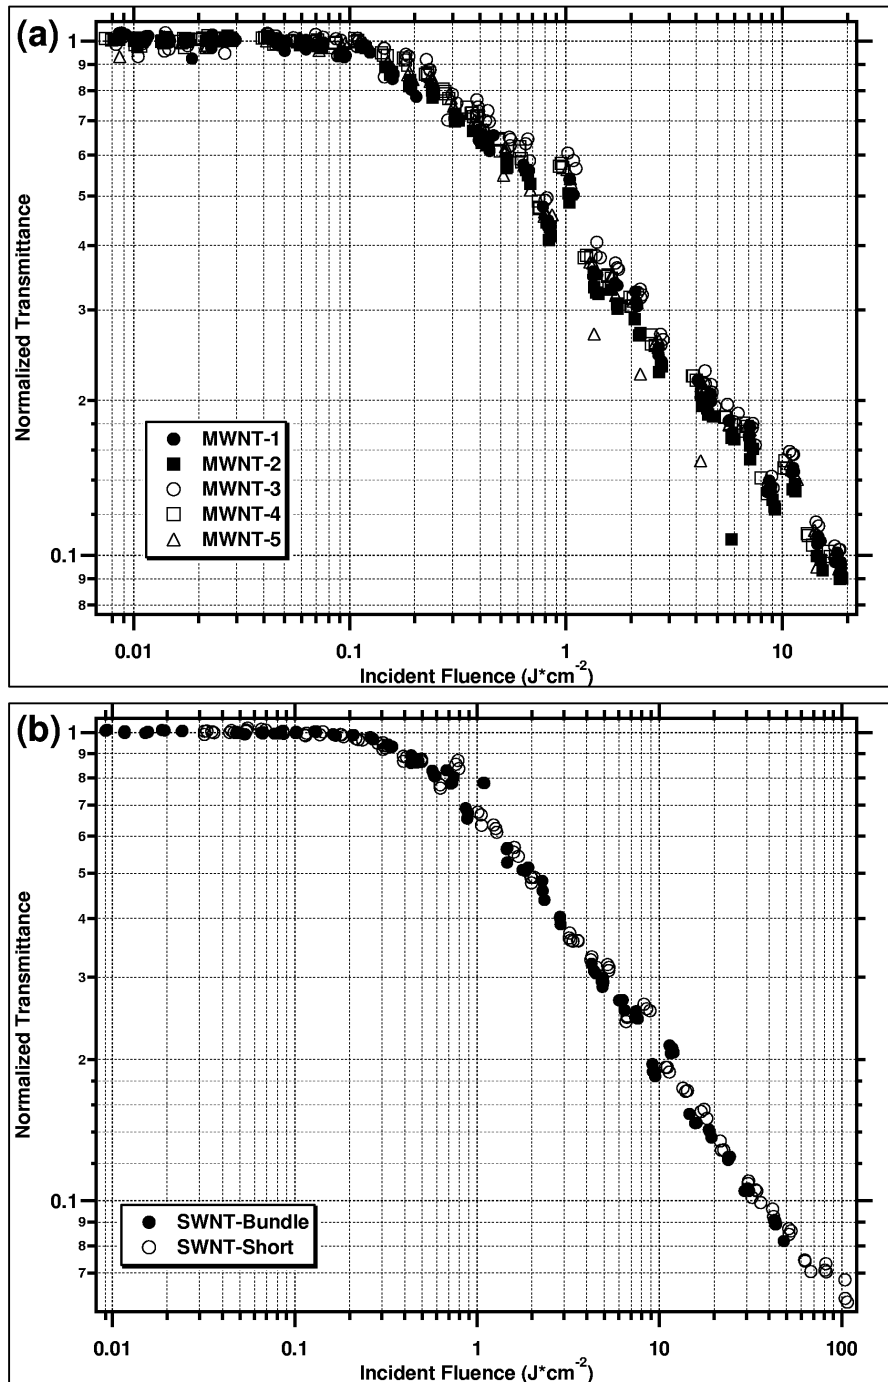 (a)
1
9
8
7
6
5
4
3
2
0.1
9
8
Normalized Transmittance
MWNT-1
MWNT-2
MWNT-3
MWNT-4
MWNT-5
0.01 0.1 1 10
Incident Fluence (J*cm-2)
(b)
1
9
8
7
6
5
4
3
2
0.1
9
8
7
Normalized Transmittance
SWNT-Bundle
SWNT-Short
0.01 0.1 1 10 100
Incident Fluence (J*cm-2)